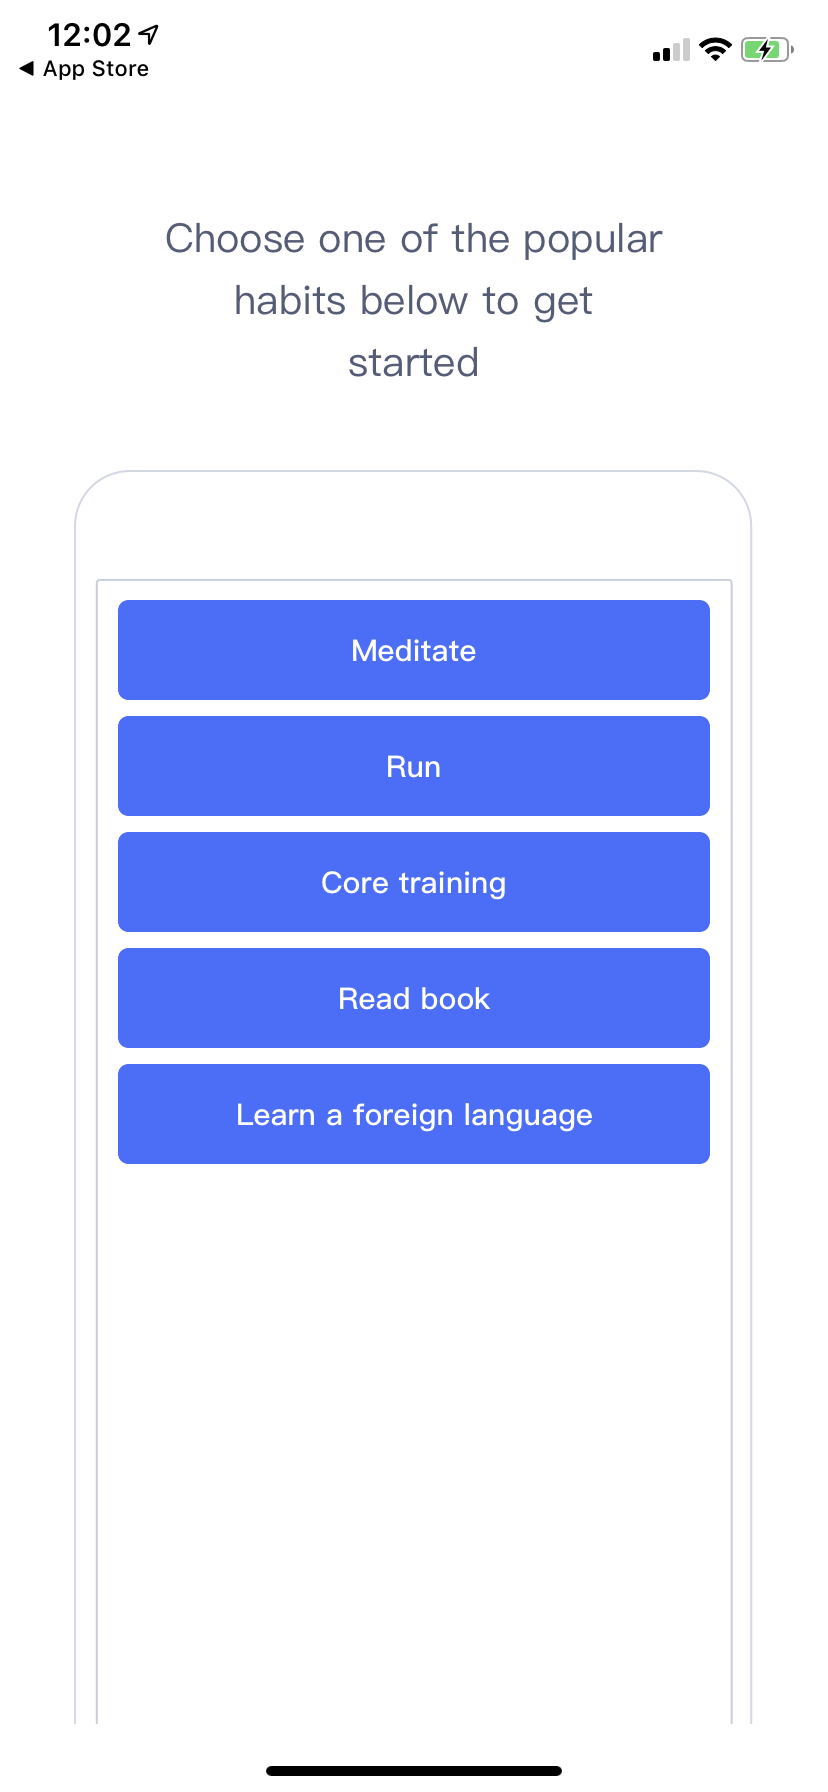 12:02
◀ App Store
Choose one of the popular
habits below to get
started
Meditate
Run
Core training
Read book
Learn a foreign language